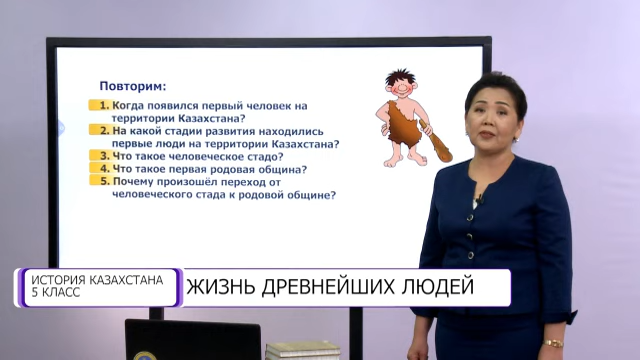 Повторим:
1. Когда появился первый человек на
территории Казахстана?
2. На какой стадии развития находились
первые люди на территории Казахстана?
3. Что такое человеческое стадо?
4. Что такое первая родовая община?
5. Почему произошёл переход от
человеческого стада к родовой общине?
ИСТОРИЯ КАЗАХСТАНА
5 КЛАСС
ЖИЗНЬ ДРЕВНЕЙШИХ ЛЮДЕЙ